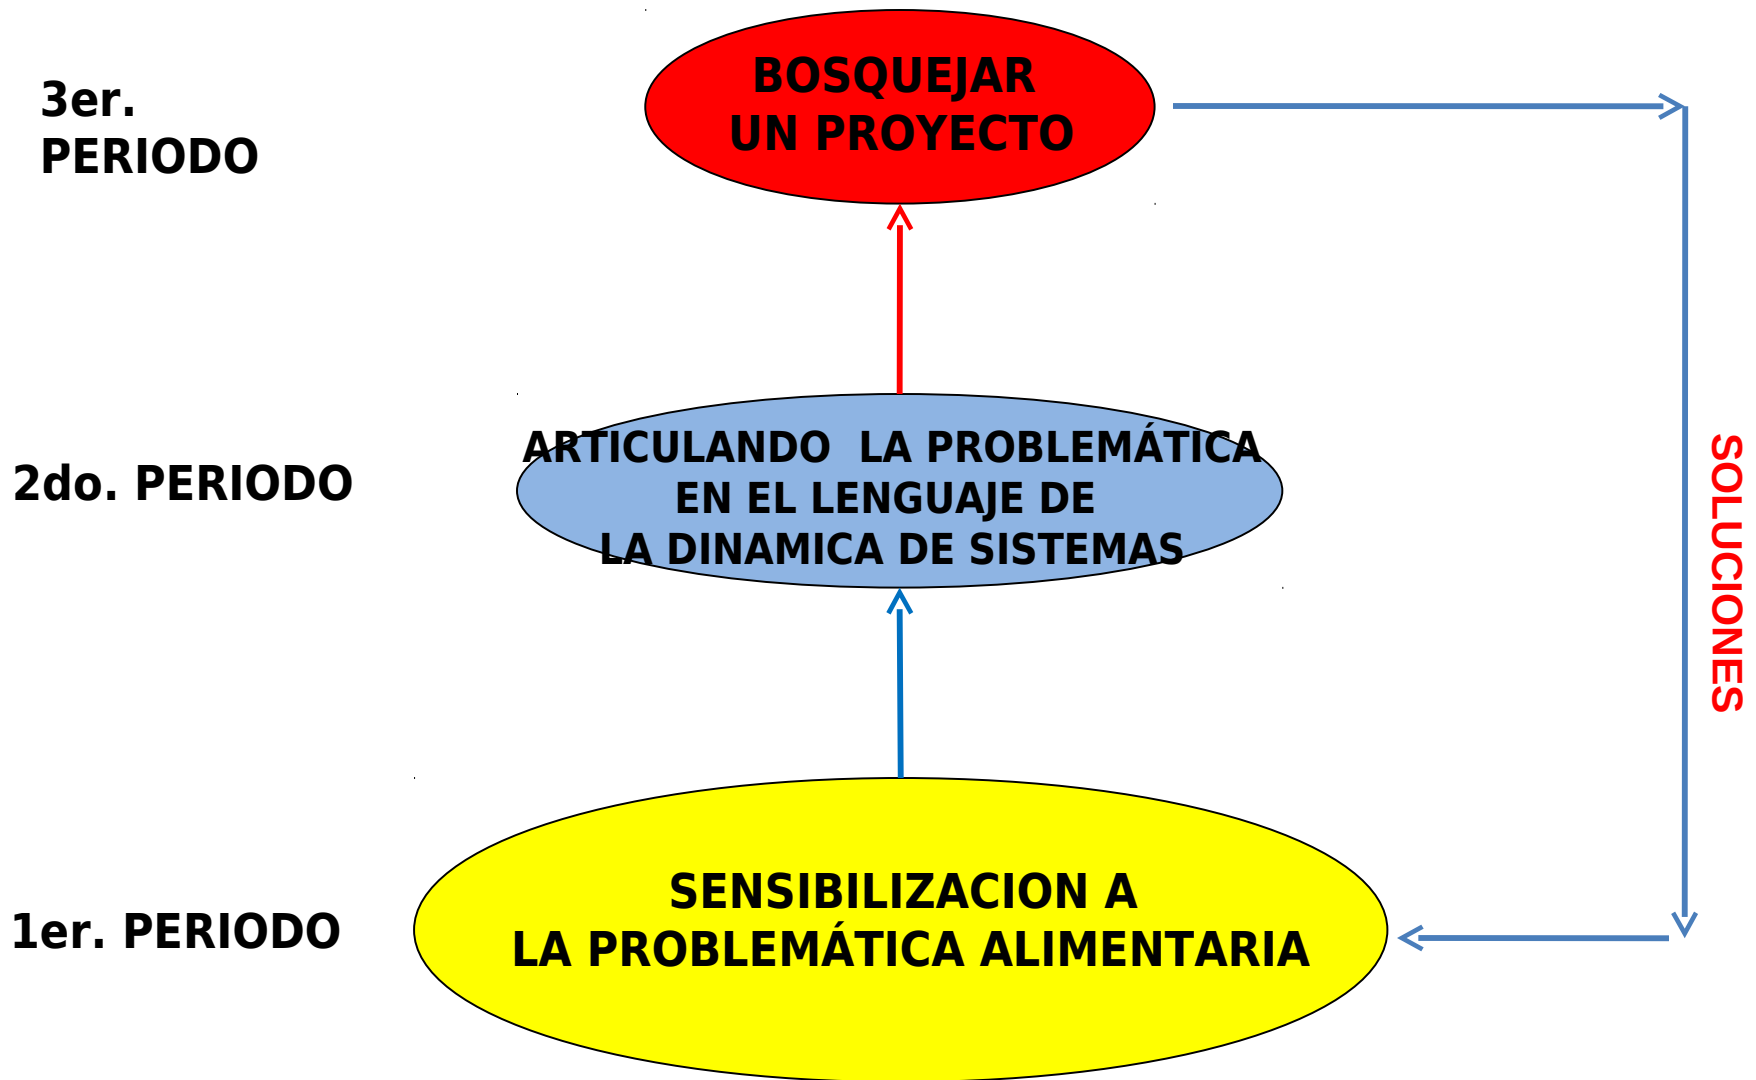 3er.
PERIODO
BOSQUEJAR
UN PROYECTO
2do. PERIODO
ARTICULANDO LA PROBLEMÁTICA
EN EL LENGUAJE DE
LA DINAMICA DE SISTEMAS
SOLUCIONES
1er. PERIODO
SENSIBILIZACION A
LA PROBLEMÁTICA ALIMENTARIA